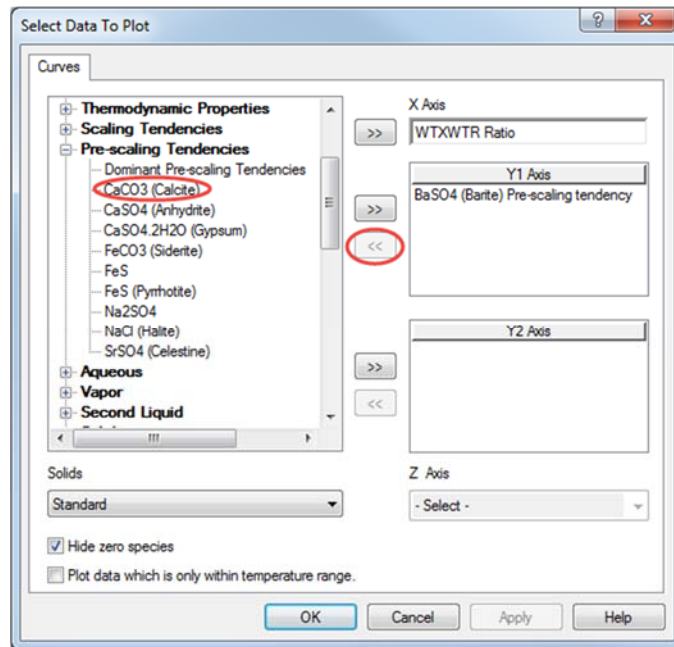 Select Data To Plot
Curves
Thermodynamic Properties
Scaling Tendencies
Pre-scaling Tendencies
Dominant Pre-scaling Tendencies
CaCO3 (Calcite)
CaSO4 (Anhydrite)
CaSO4.2H2O (Gypsum)
FeCO3 (Siderite)
FeS
FeS (Pyrrhotite)
Na2SO4
NaCl (Halite)
SrSO4 (Celestine)
Aqueous
Vapor
Second Liquid
>>
X Axis
WTXWTR Ratio
>>
<<
Y1 Axis
BaSO4 (Barite) Pre-scaling tendency
>>
<<
Y2 Axis
Solids
Standard
Z Axis
- Select -
Hide zero species
Plot data which is only within temperature range.
OK
Cancel
Apply
Help